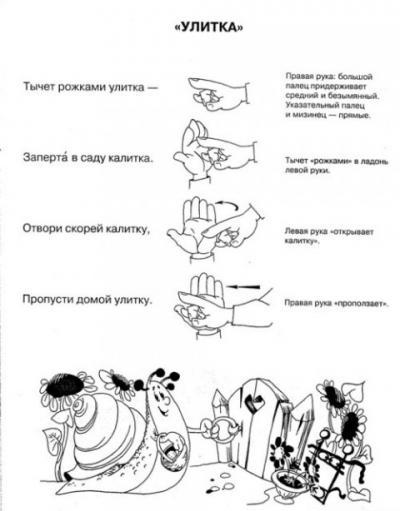 «УЛИТКА»
Тычет рожками улитка —
Правая рука: большой
палец придерживает
средний и безымянный.
Указательный палец
и мизинец — прямые.
Заперта́ в саду калитка.
Тычет «рожками» в ладонь
левой руки.
Отвори скорей калитку,
Левая рука «открывает
калитку».
Пропусти домой улитку.
Правая рука «проползает».